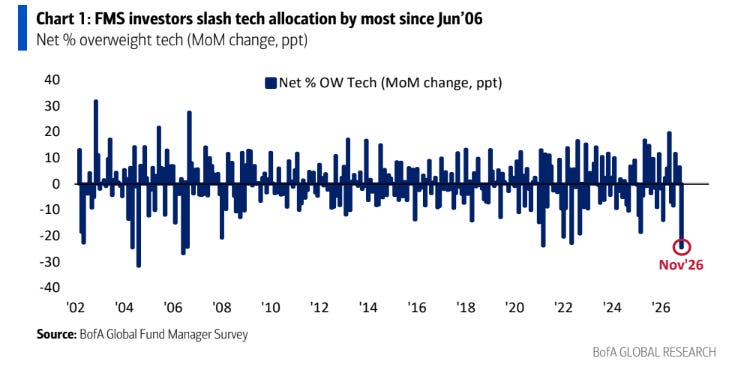 Chart 1: FMS investors slash tech allocation by most since Jun'06
Net % overweight tech (MoM change, ppt)
Net % OW Tech (MoM change, ppt)
40
30
20
10
0
-10
-20
-30
-40
Nov'26
'02 '04 '06 '08 '10 '12 '14 '16 '18 '20 '22 '24 '26
Source: BofA Global Fund Manager Survey
BofA GLOBAL RESEARCH